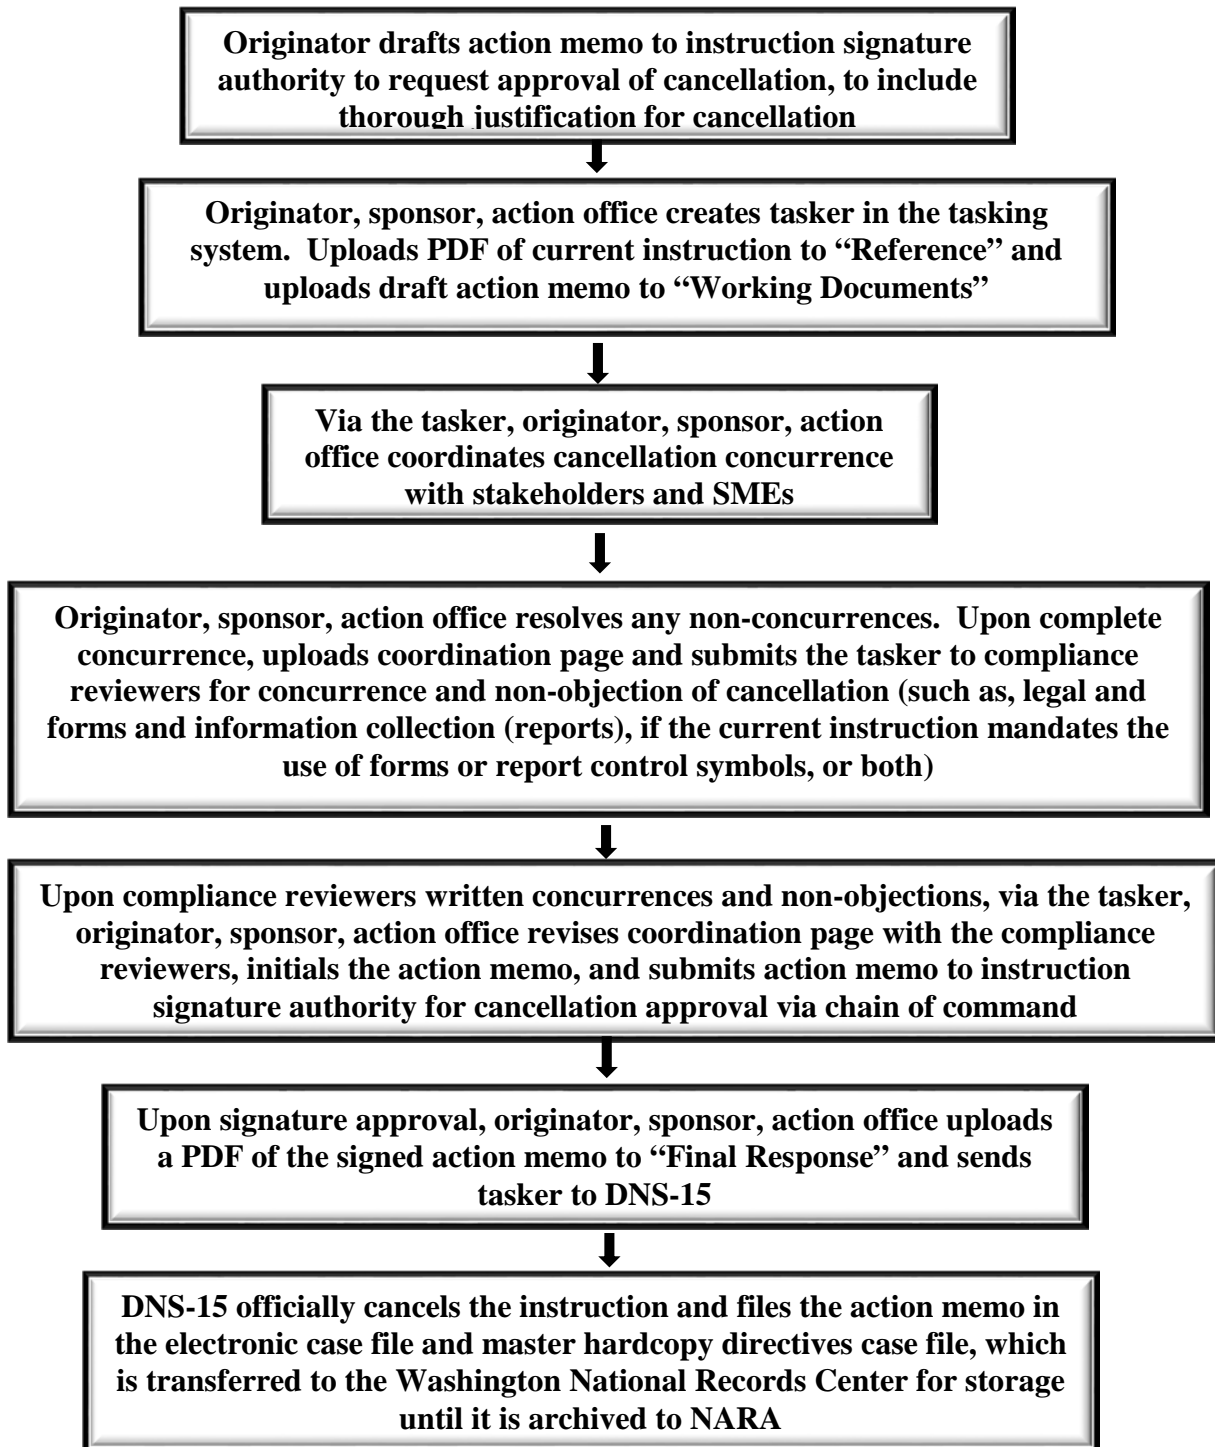 Originator drafts action memo to instruction signature
authority to request approval of cancellation, to include
thorough justification for cancellation
Originator, sponsor, action office creates tasker in the tasking
system.  Uploads PDF of current instruction to “Reference” and
uploads draft action memo to “Working Documents”
Via the tasker, originator, sponsor, action
office coordinates cancellation concurrence
with stakeholders and SMEs
Originator, sponsor, action office resolves any non-concurrences.  Upon complete
concurrence, uploads coordination page and submits the tasker to compliance
reviewers for concurrence and non-objection of cancellation (such as, legal and
forms and information collection (reports), if the current instruction mandates the
use of forms or report control symbols, or both)
Upon compliance reviewers written concurrences and non-objections, via the tasker,
originator, sponsor, action office revises coordination page with the compliance
reviewers, initials the action memo, and submits action memo to instruction
signature authority for cancellation approval via chain of command
Upon signature approval, originator, sponsor, action office uploads
a PDF of the signed action memo to “Final Response” and sends
tasker to DNS-15
DNS-15 officially cancels the instruction and files the action memo in
the electronic case file and master hardcopy directives case file, which
is transferred to the Washington National Records Center for storage
until it is archived to NARA